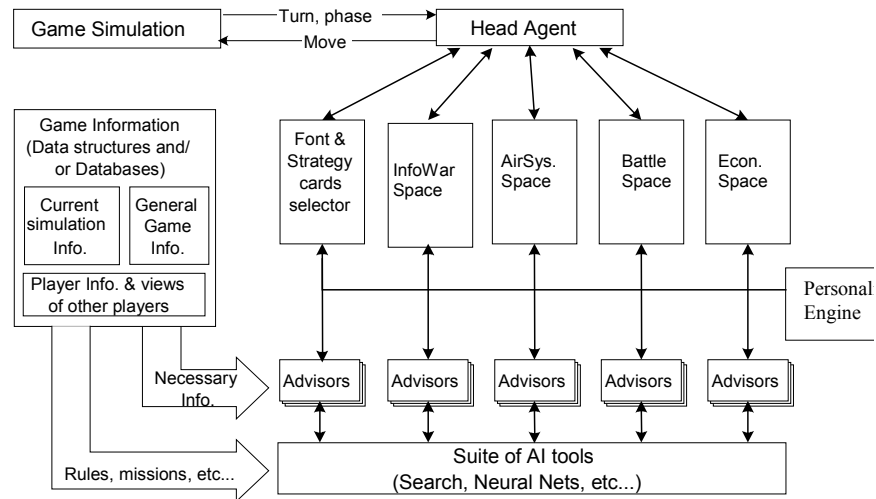 Game Simulation
Turn, phase
Move
Head Agent
Game Information
(Data structures and/
or Databases)
Current
simulation
Info.
General
Game
Info.
Player Info. & views
of other players
Font &
Strategy
cards
selector
InfoWar
Space
AirSys.
Space
Battle
Space
Econ.
Space
Personali
Engine
Necessary
Info.
Advisors
Advisors
Advisors
Advisors
Advisors
Rules, missions, etc...
Suite of AI tools
(Search, Neural Nets, etc...)